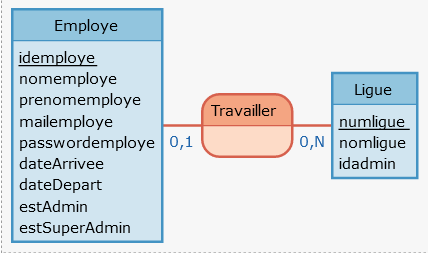 Employe
idemploye
nomemploye
prenomemploye
mailemploye
passwordemploye
dateArrivee
dateDepart
estAdmin
estSuperAdmin
0,1
Travailler
0,N
Ligue
numligue
nomligue
idadmin